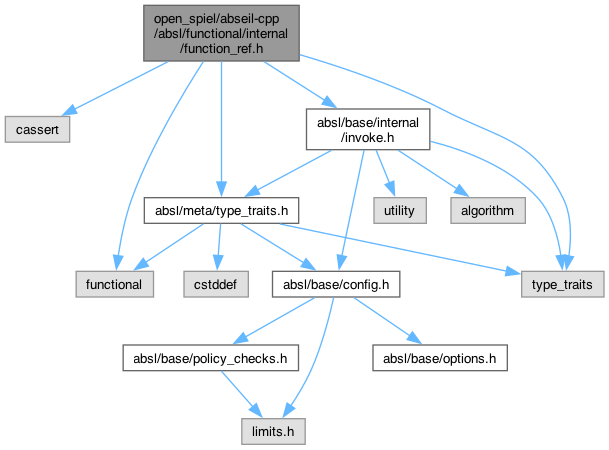 open_spiel/abseil-cpp
/absl/functional/internal
/function_ref.h
cassert
absl/base/internal
/invoke.h
absl/meta/type_traits.h
utility
algorithm
functional
cstddef
absl/base/config.h
type_traits
absl/base/policy_checks.h
absl/base/options.h
limits.h